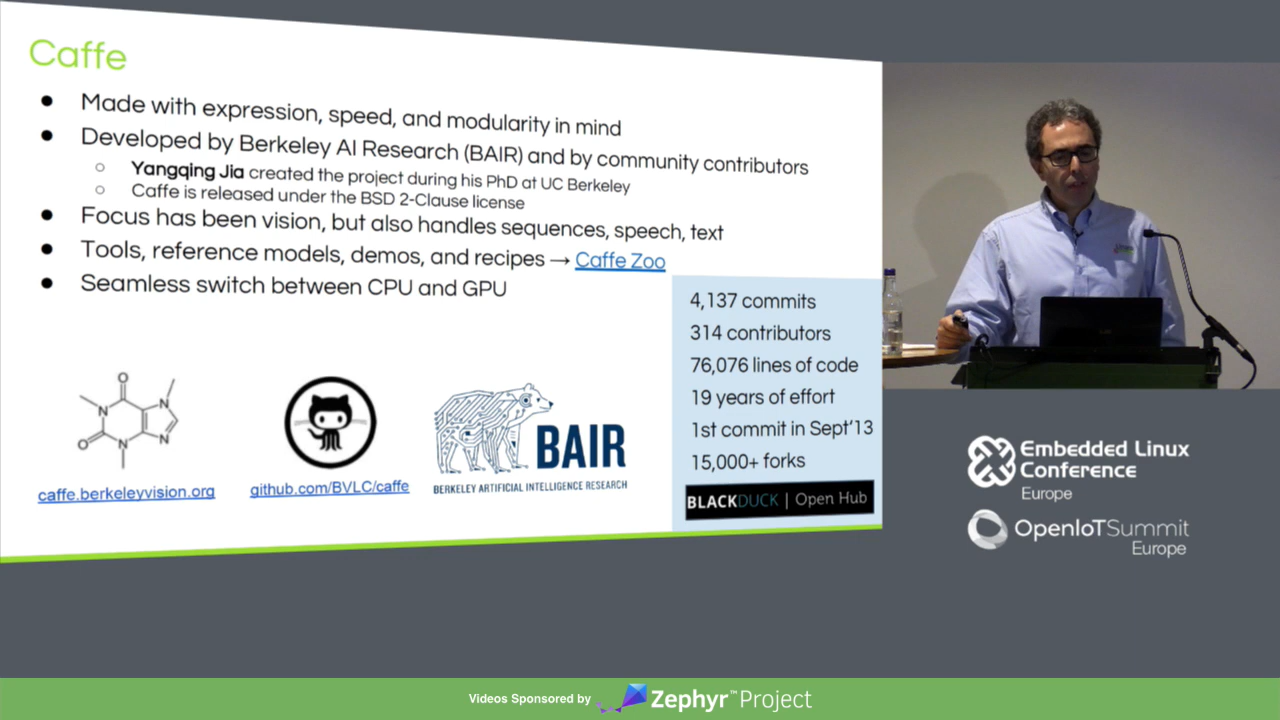 Caffe
● Made with expression, speed, and modularity in mind
● Developed by Berkeley AI Research (BAIR) and by community contributors
○ Yangqing Jia created the project during his PhD at UC Berkeley
○ Caffe is released under the BSD 2-Clause license
● Focus has been vision, but also handles sequences, speech, text
● Tools, reference models, demos, and recipes → Caffe Zoo
● Seamless switch between CPU and GPU
4,137 commits
314 contributors
76,076 lines of code
19 years of effort
1st commit in Sept'13
15,000+ forks
BLACKDUCK | Open Hub
O
N
N
O
N
N
caffe.berkeleyvision.org
github.com/BVLC/caffe
BAIR
BERKELEY ARTIFICIAL INTELLIGENCE RESEARCH
Embedded Linux
Conference
Europe
OpenIoTSummit
Europe
Videos Sponsored by Zephyr™Project